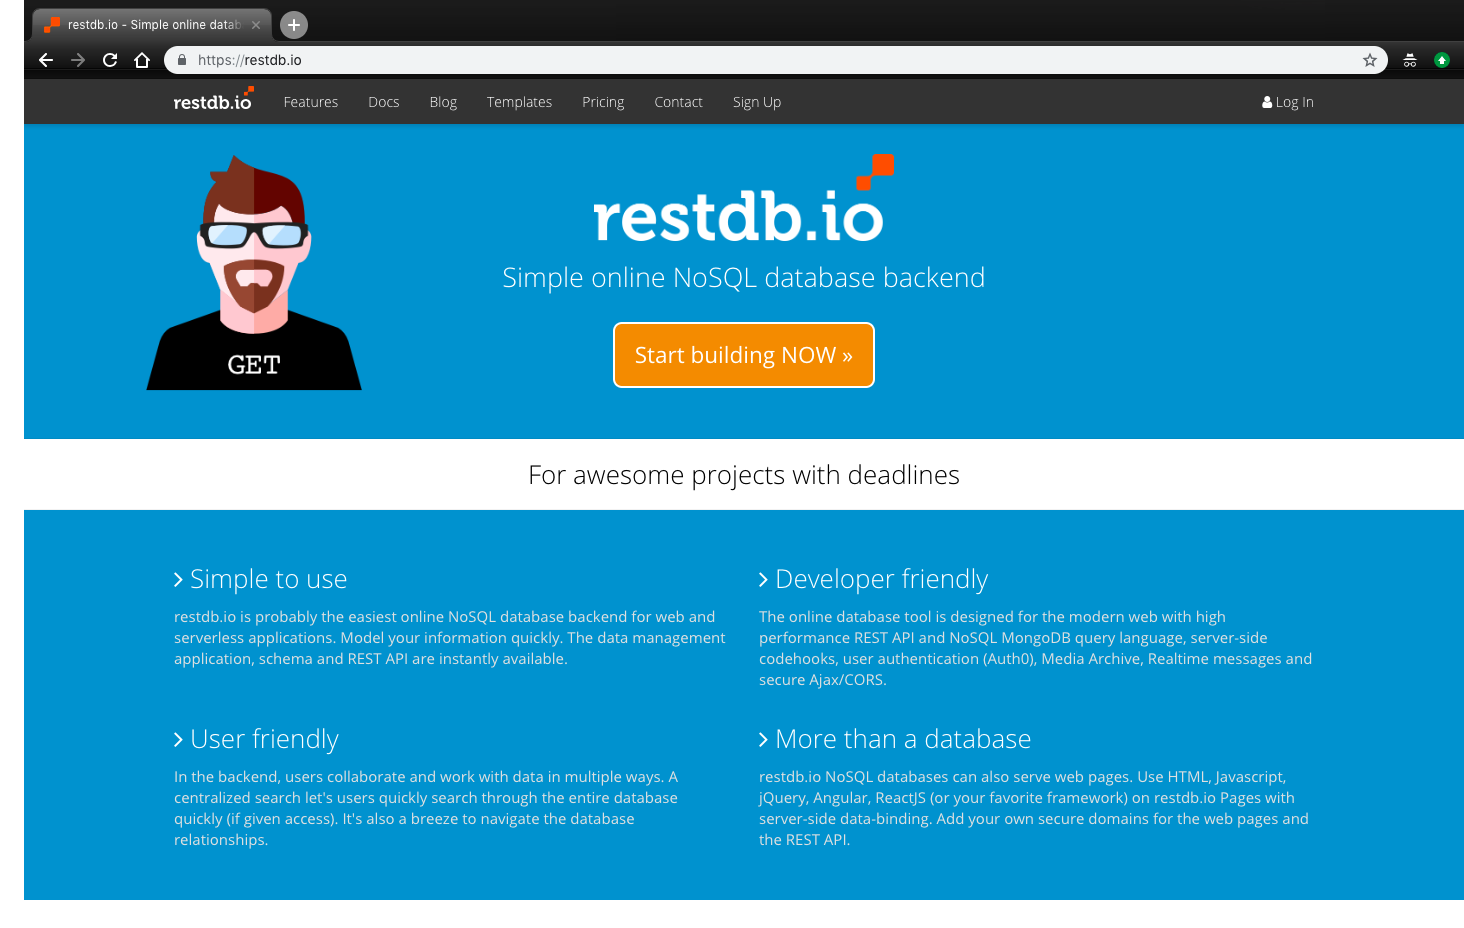 restdb.io - Simple online datab
https://restdb.io
restdb.io Features Docs Blog Templates Pricing Contact Sign Up Log In
restdb.io
Simple online NoSQL database backend
Start building NOW »
GET
For awesome projects with deadlines
Simple to use
restdb.io is probably the easiest online NoSQL database backend for web and
serverless applications. Model your information quickly. The data management
application, schema and REST API are instantly available.
Developer friendly
The online database tool is designed for the modern web with high
performance REST API and NoSQL MongoDB query language, server-side
codehooks, user authentication (Auth0), Media Archive, Realtime messages and
secure Ajax/CORS.
User friendly
In the backend, users collaborate and work with data in multiple ways. A
centralized search let's users quickly search through the entire database
quickly (if given access). It's also a breeze to navigate the database
relationships.
More than a database
restdb.io NoSQL databases can also serve web pages. Use HTML, Javascript,
jQuery, Angular, ReactJS (or your favorite framework) on restdb.io Pages with
server-side data-binding. Add your own secure domains for the web pages and
the REST API.